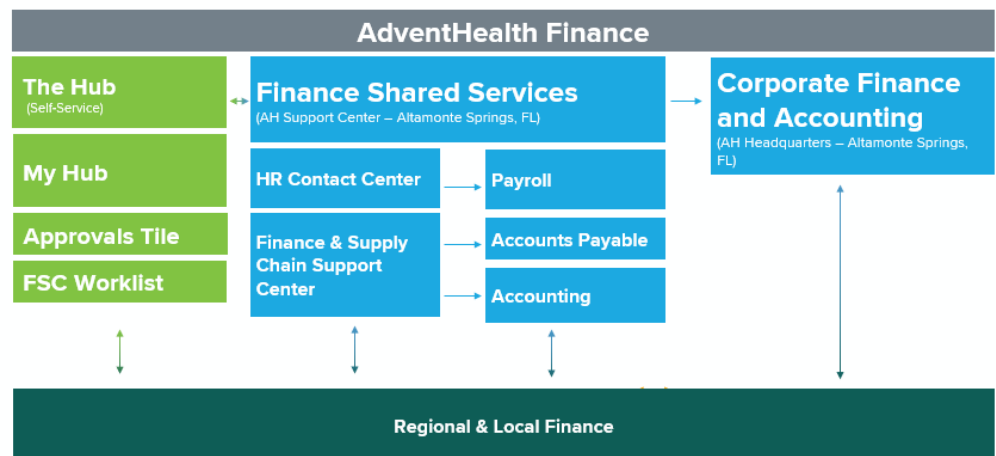 AdventHealth Finance
The Hub
(Self-Service)
My Hub
Approvals Tile
FSC Worklist
Finance Shared Services
(AH Support Center – Altamonte Springs, FL)
HR Contact Center
Finance & Supply
Chain Support
Center
Payroll
Accounts Payable
Accounting
Corporate Finance
and Accounting
(AH Headquarters – Altamonte Springs,
FL)
Regional & Local Finance